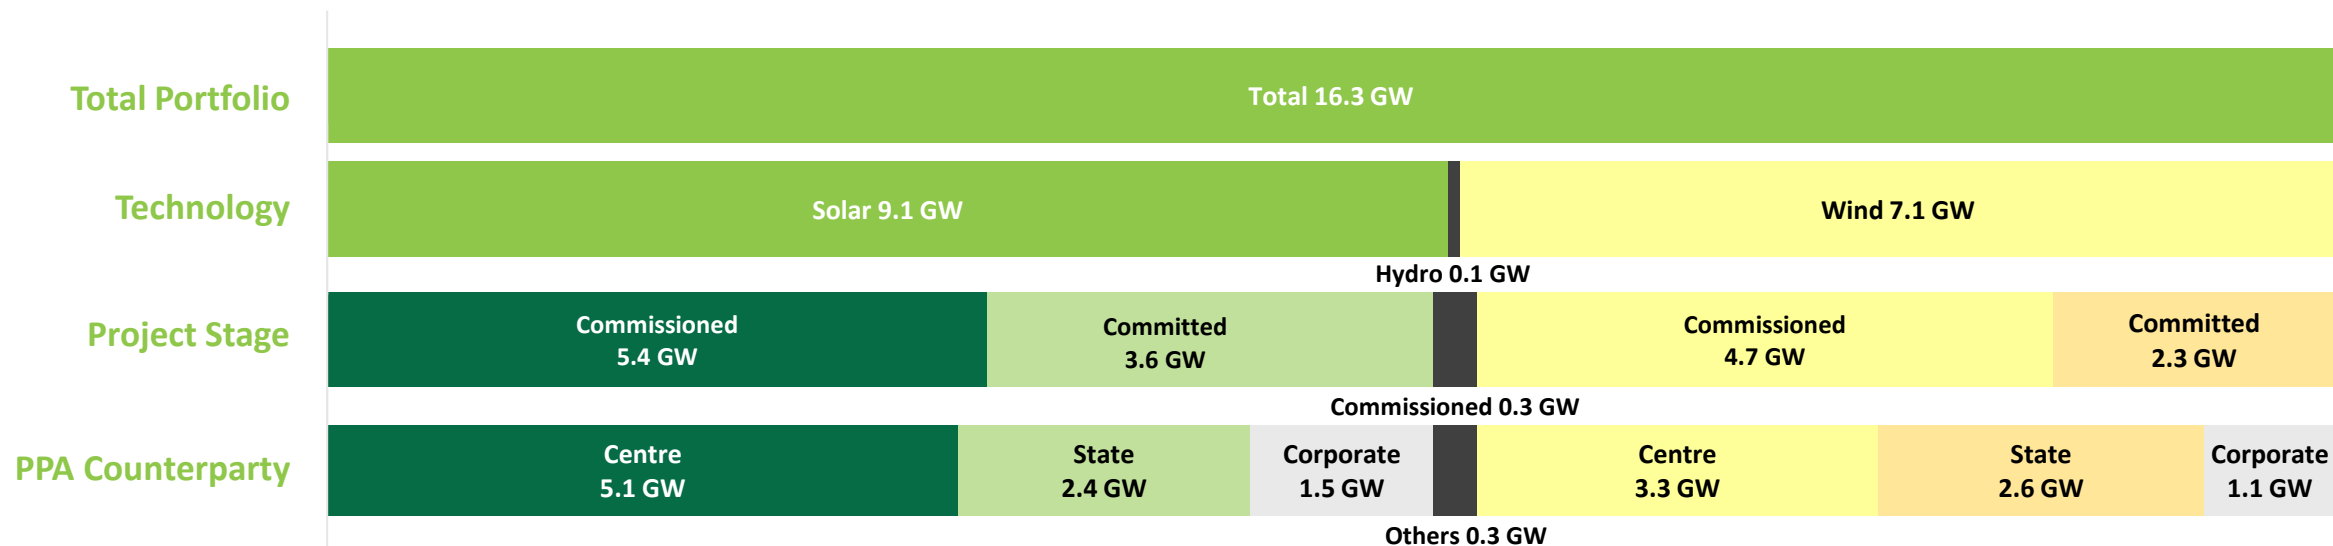 Total Portfolio
Total 16.3 GW
Technology
Solar 9.1 GW
Wind 7.1 GW
Hydro 0.1 GW
Project Stage
Commissioned
5.4 GW
Committed
3.6 GW
Commissioned
4.7 GW
Committed
2.3 GW
Commissioned 0.3 GW
PPA Counterparty
Centre
5.1 GW
State
2.4 GW
Corporate
1.5 GW
Centre
3.3 GW
State
2.6 GW
Corporate
1.1 GW
Others 0.3 GW